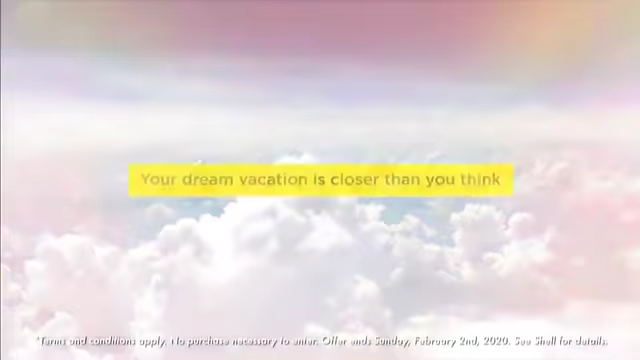 Your dream vacation is closer than you think
*Terms and conditions apply. No purchase necessary to enter. Offer ends Sunday, February 2nd, 2020. See Shell for details.